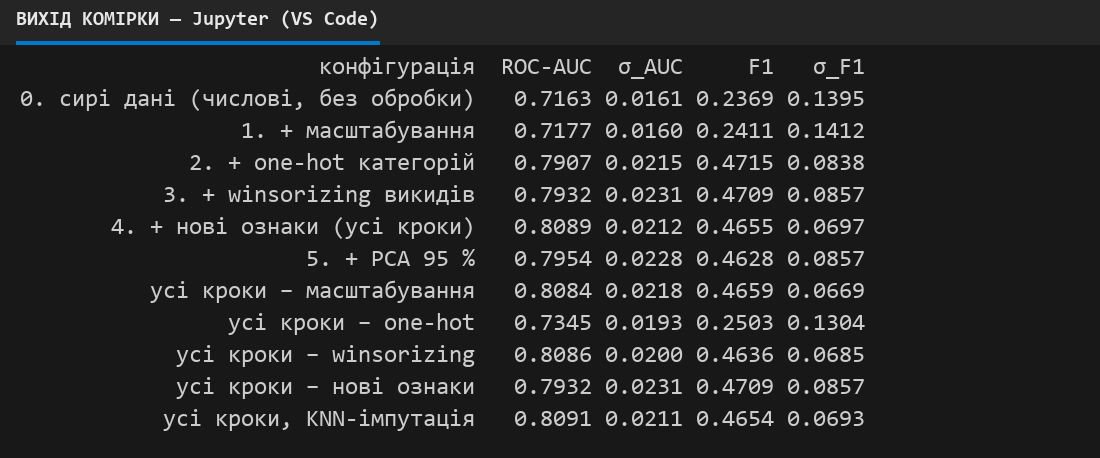 ВИХІД КОМІРКИ — Jupyter (VS Code)
конфігурація ROC-AUC σ_AUC F1 σ_F1
0. сирі дані (числові, без обробки) 0.7163 0.0161 0.2369 0.1395
1. + масштабування 0.7177 0.0160 0.2411 0.1412
2. + one-hot категорій 0.7907 0.0215 0.4715 0.0838
3. + winsorizing викидів 0.7932 0.0231 0.4709 0.0857
4. + нові ознаки (усі кроки) 0.8089 0.0212 0.4655 0.0697
5. + PCA 95 % 0.7954 0.0228 0.4628 0.0857
усі кроки − масштабування 0.8084 0.0218 0.4659 0.0669
усі кроки − one-hot 0.7345 0.0193 0.2503 0.1304
усі кроки − winsorizing 0.8086 0.0200 0.4636 0.0685
усі кроки − нові ознаки 0.7932 0.0231 0.4709 0.0857
усі кроки, KNN-імпутація 0.8091 0.0211 0.4654 0.0693